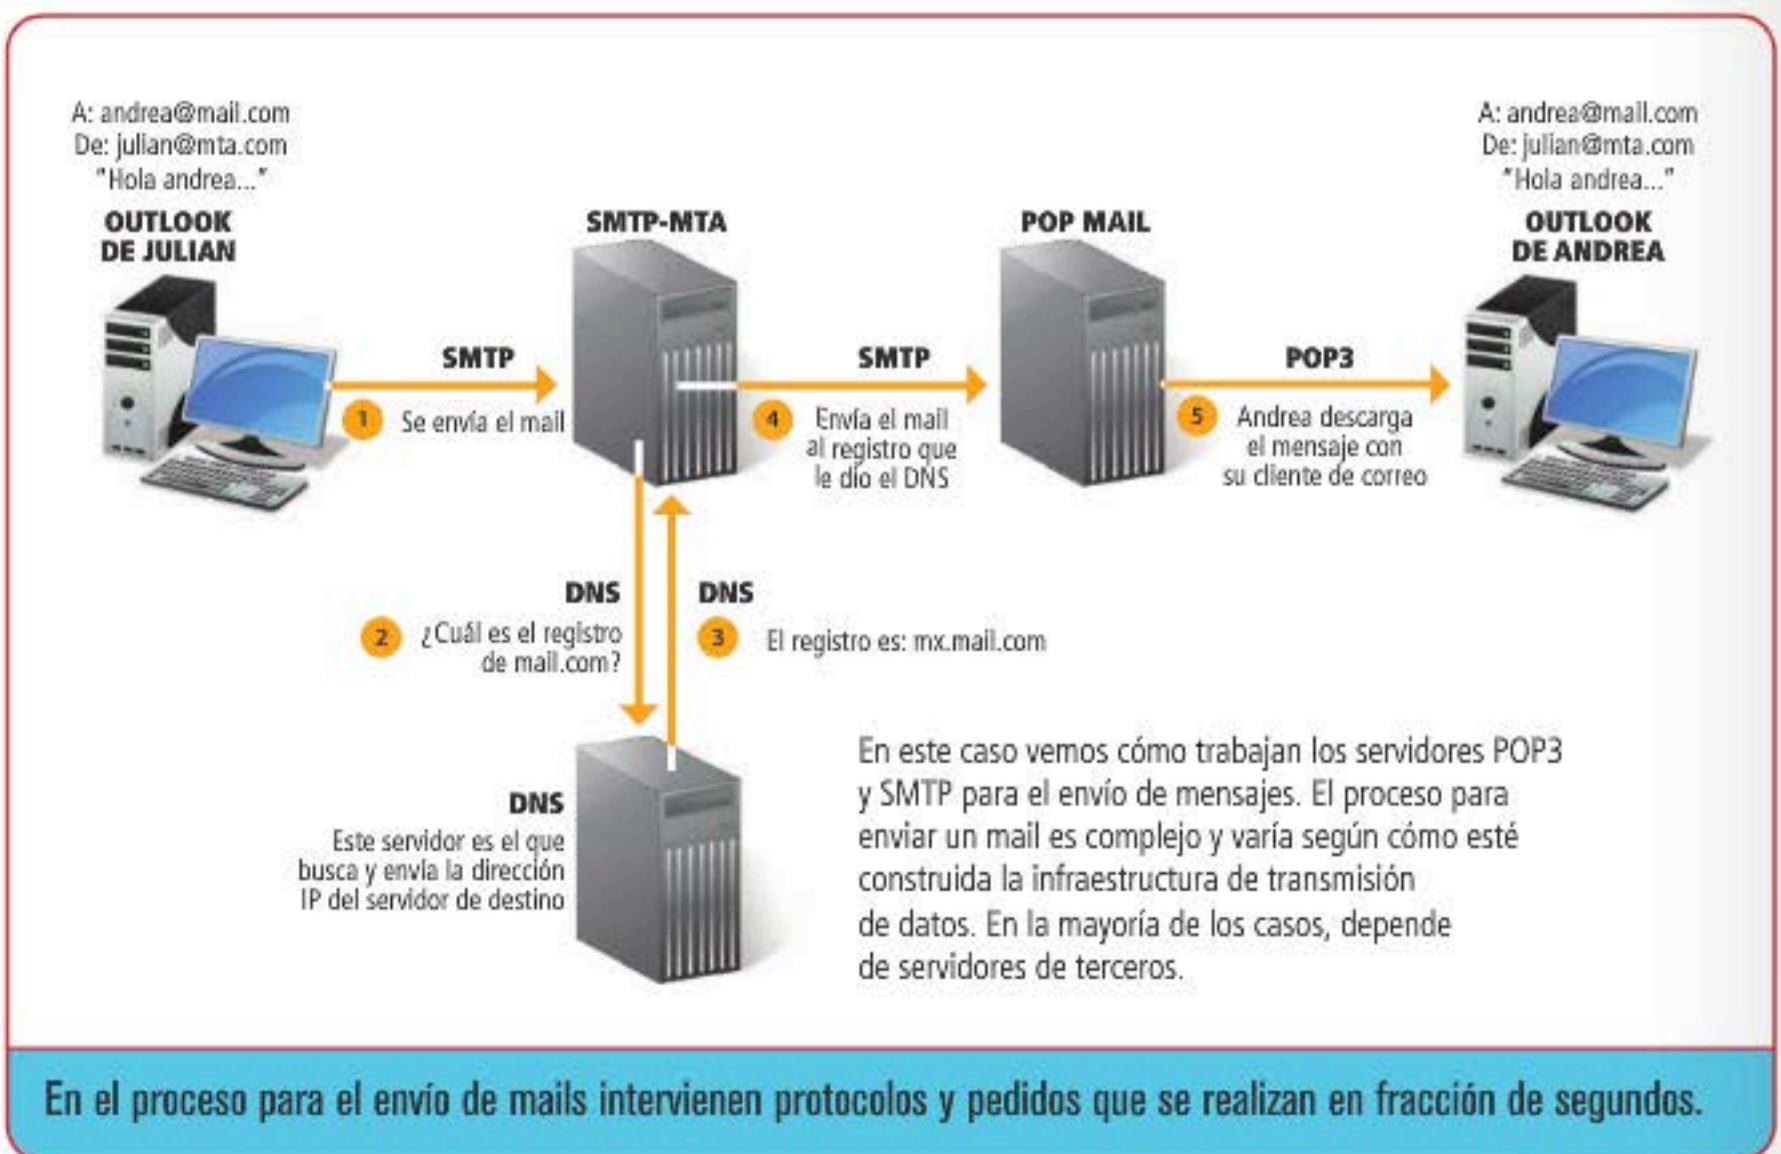 A: andrea@mail.com
De: julian@mta.com
"Hola andrea..."
OUTLOOK
DE JULIAN
SMTP-MTA
POP MAIL
A: andrea@mail.com
De: julian@mta.com
"Hola andrea..."
OUTLOOK
DE ANDREA
SMTP
1 Se envía el mail
SMTP
4 Envía el mail
al registro que
le dio el DNS
POP3
5 Andrea descarga
el mensaje con
su cliente de correo
DNS
2 ¿Cuál es el registro
de mail.com?
DNS
3 El registro es: mx.mail.com
DNS
Este servidor es el que
busca y envía la dirección
IP del servidor de destino
En este caso vemos cómo trabajan los servidores POP3
y SMTP para el envío de mensajes. El proceso para
enviar un mail es complejo y varía según cómo esté
construida la infraestructura de transmisión
de datos. En la mayoría de los casos, depende
de servidores de terceros.
En el proceso para el envío de mails intervienen protocolos y pedidos que se realizan en fracción de segundos.